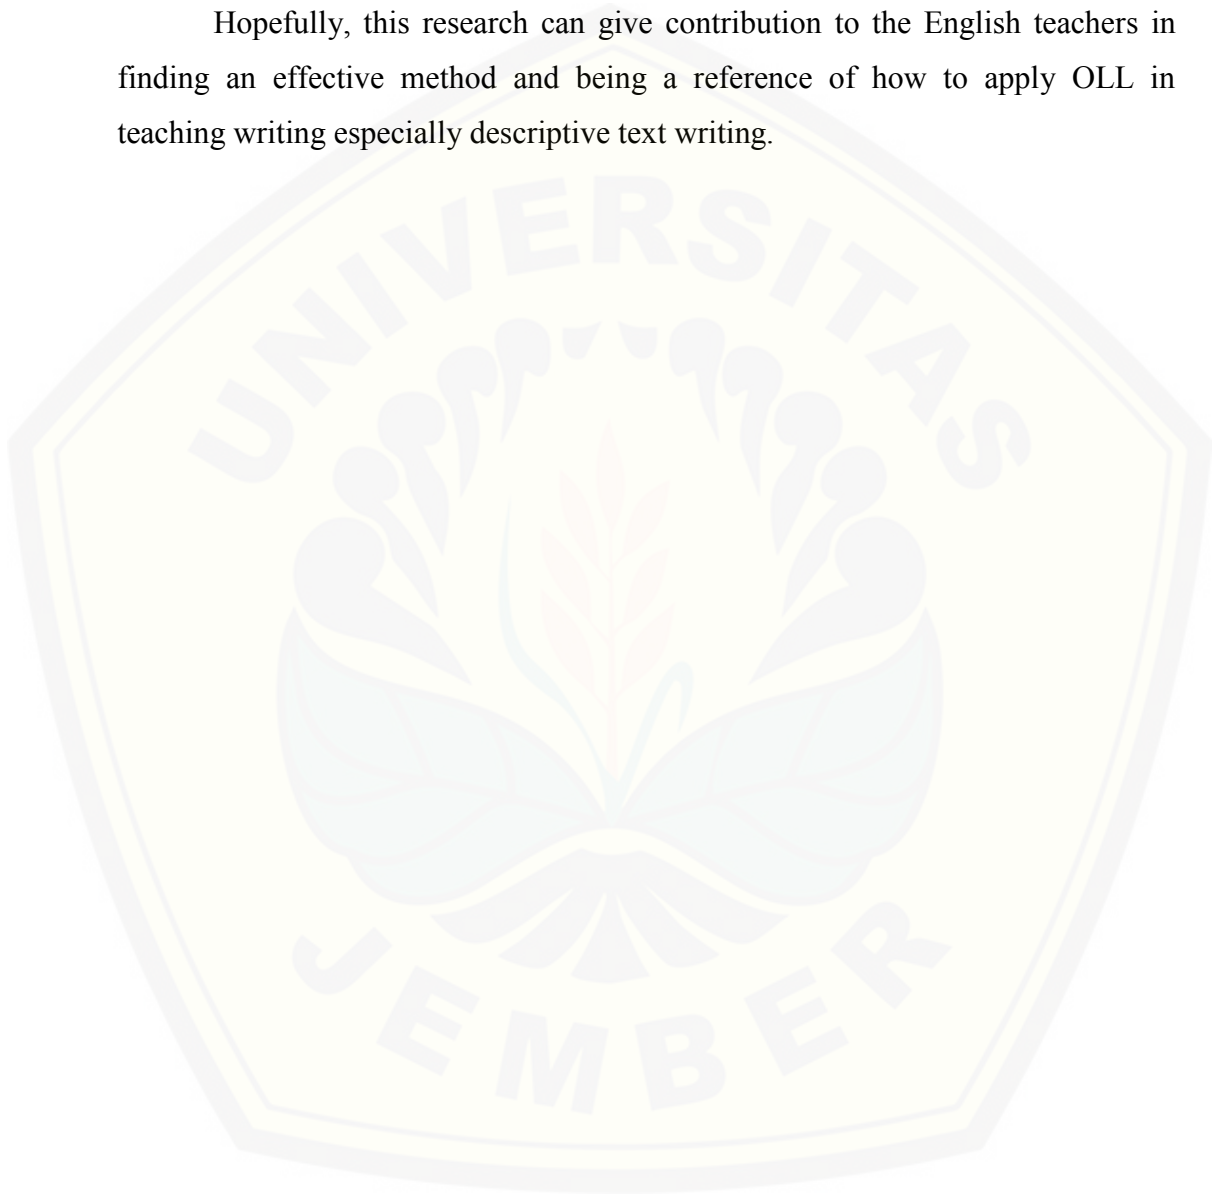 Hopefully, this research can give contribution to the English teachers in
finding an effective method and being a reference of how to apply OLL in
teaching writing especially descriptive text writing.
UNIVERSITAS
JEMBER